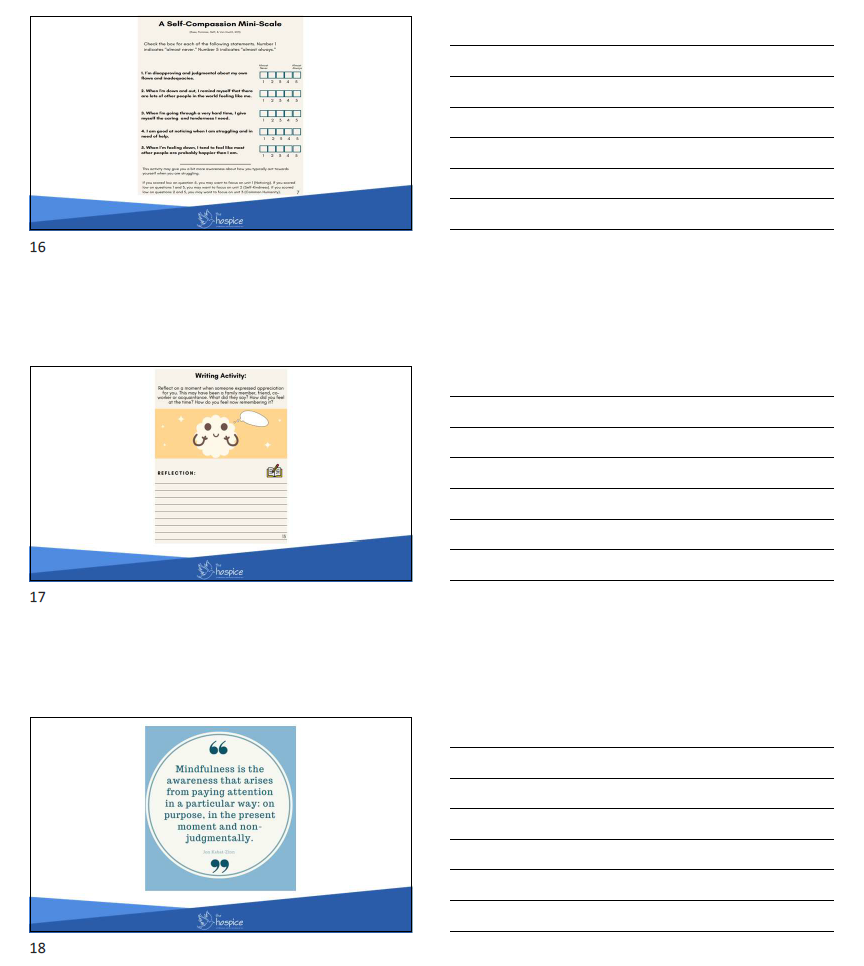 A Self-Compassion Mini-Scale
Check the box for each of the following statements. Number 1
indicates "almost never." Number 5 indicates "almost always."
Almost Never
Almost Always
1. I'm disapproving and judgmental about my own
flaws and inadequacies.
1 2 3 4 5
2. When I'm down and out, I remind myself that there
are lots of other people in the world feeling like me.
1 2 3 4 5
3. When I'm going through a very hard time, I give
myself the caring and tenderness I need.
1 2 3 4 5
4. I am good at noticing when I am struggling and in
need of help.
1 2 3 4 5
5. When I'm feeling down, I tend to feel like most
other people are probably happier than I am.
1 2 3 4 5
This activity may give you a bit more awareness about how you typically act towards
yourself when you are struggling.
If you scored low on question 4, you may want to focus on unit 1 (Noticing). If you scored
low on questions 1 and 3, you may want to focus on unit 2 (Self-Kindness). If you scored
low on questions 2 and 5, you may want to focus on unit 3 (Common Humanity).
7
the
hospice
16
Writing Activity:
Reflect on a moment when someone expressed appreciation
for you. This may have been a family member, friend, co-
worker or acquaintance. What did they say? How did you feel
at the time? How do you feel now remembering it?
REFLECTION:
the
hospice
17
“
Mindfulness is the
awareness that arises
from paying attention
in a particular way: on
purpose, in the present
moment and non-
judgmentally.
Jon Kabat-Zinn
”
the
hospice
18